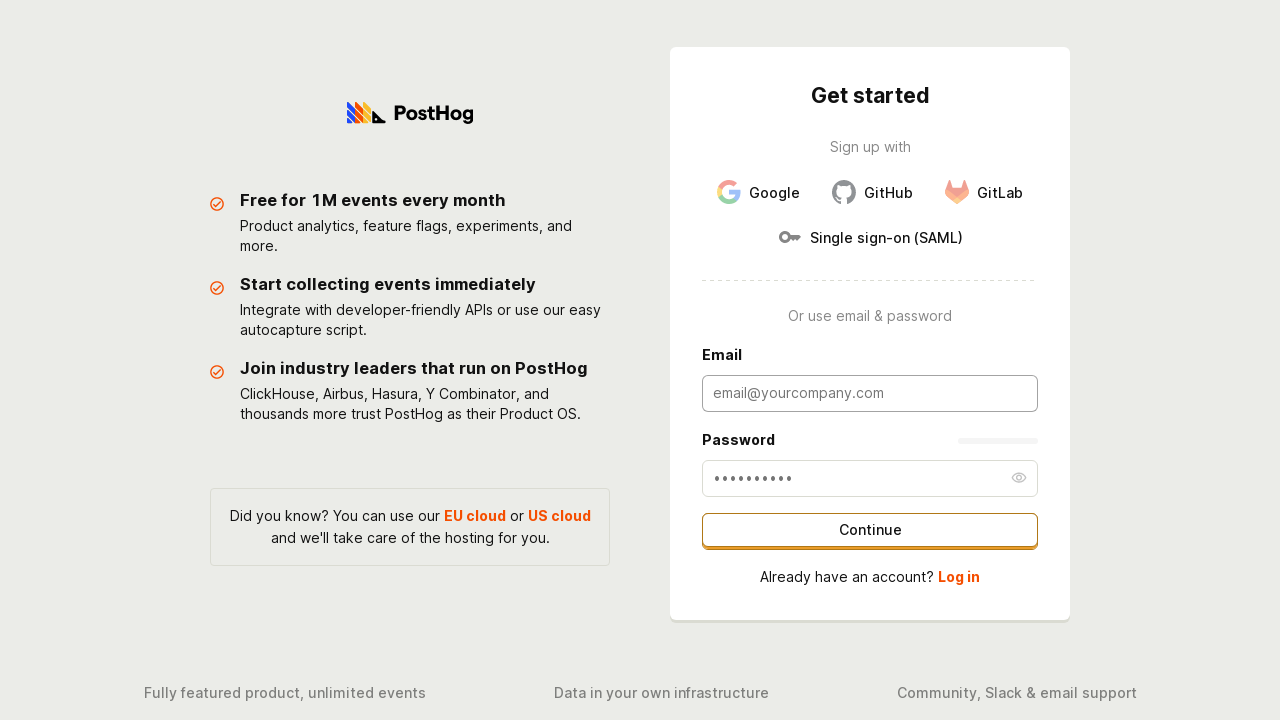 PostHog
Free for 1M events every month
Product analytics, feature flags, experiments, and
more.
Start collecting events immediately
Integrate with developer-friendly APIs or use our easy
autocapture script.
Join industry leaders that run on PostHog
ClickHouse, Airbus, Hasura, Y Combinator, and
thousands more trust PostHog as their Product OS.
Did you know? You can use our EU cloud or US cloud
and we'll take care of the hosting for you.
Get started
Sign up with
Google GitHub GitLab
Single sign-on (SAML)
Or use email & password
Email
email@yourcompany.com
Password
••••••••••
Continue
Already have an account? Log in
Fully featured product, unlimited events
Data in your own infrastructure
Community, Slack & email support